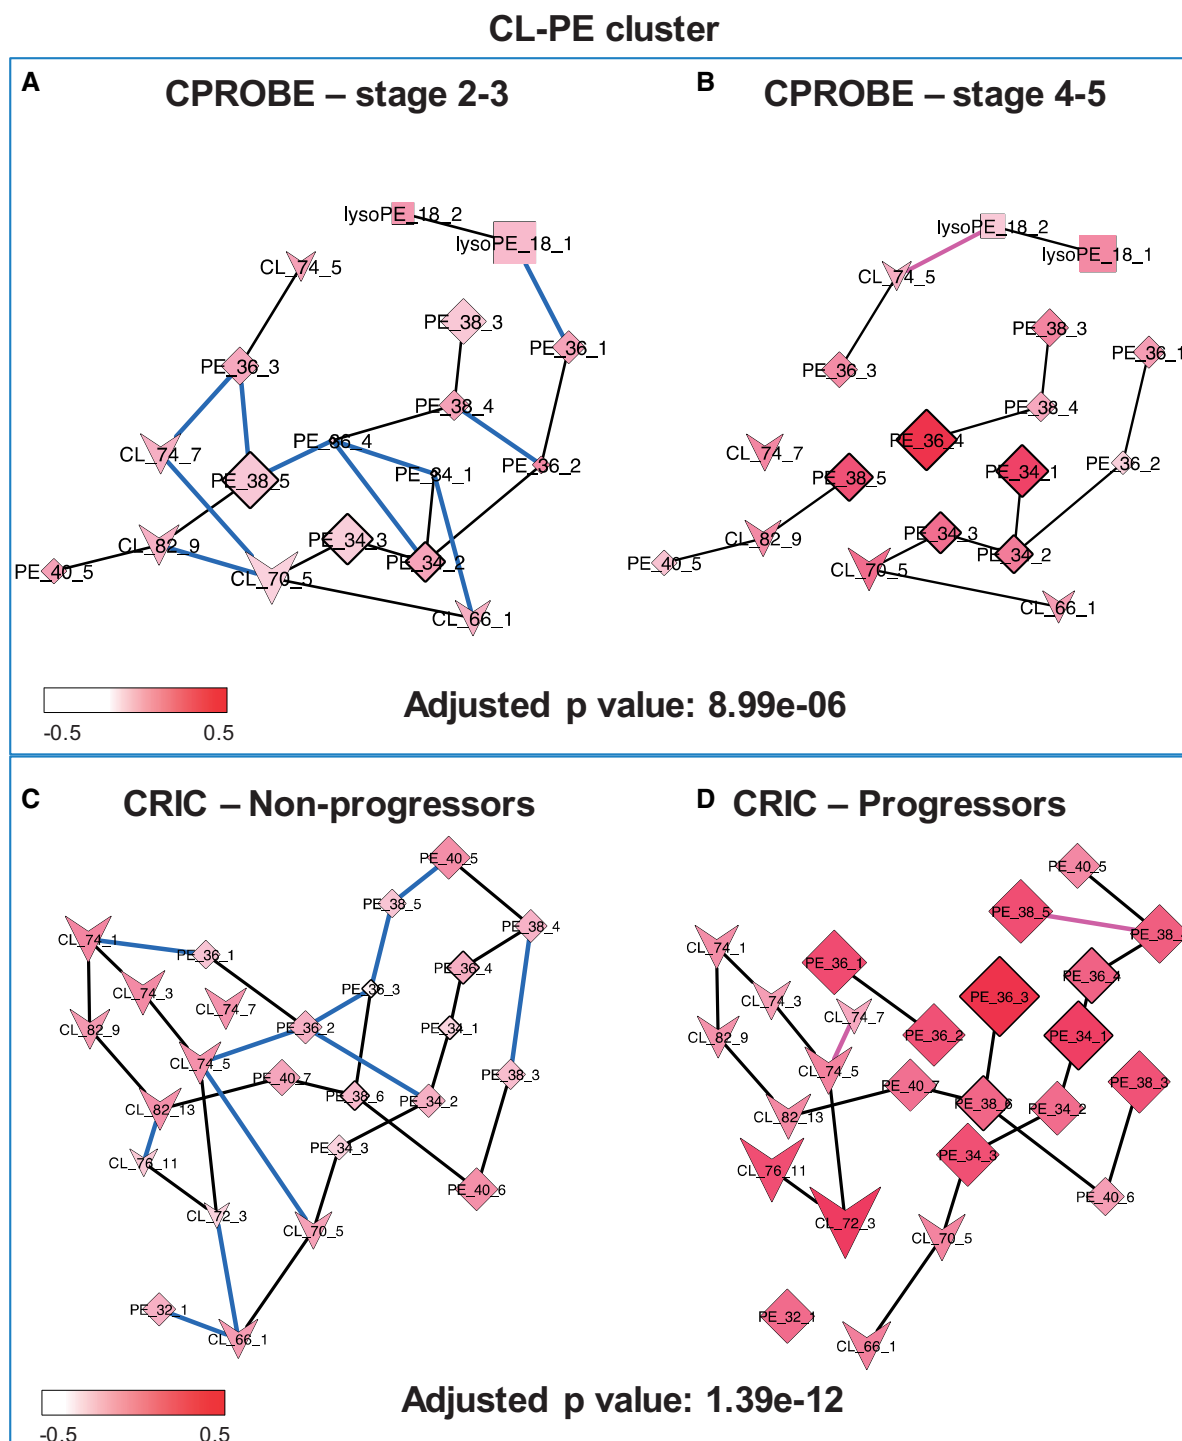 CL-PE cluster
A
CPROBE – stage 2-3
lysoPE_18_2
lysoPE_18_1
CL_74_5
PE_38_3
PE_36_1
PE_36_3
PE_38_4
PE_36_4
CL_74_7
PE_36_2
PE_38_5
PE_34_1
PE_34_3
CL_82_9
PE_34_2
PE_40_5
CL_70_5
CL_66_1
B
CPROBE – stage 4-5
lysoPE_18_2
lysoPE_18_1
CL_74_5
PE_38_3
PE_36_1
PE_36_3
PE_38_4
PE_36_4
CL_74_7
PE_36_2
PE_38_5
PE_34_1
PE_34_3
CL_82_9
PE_34_2
PE_40_5
CL_70_5
CL_66_1
-0.5
0.5
Adjusted p value: 8.99e-06
C
CRIC – Non-progressors
PE_40_5
PE_38_5
PE_38_4
CL_74_1
PE_36_1
PE_36_4
CL_74_3
PE_36_3
CL_74_7
CL_82_9
PE_36_2
PE_34_1
CL_74_5
PE_40_7
PE_38_3
PE_38_6
PE_34_2
CL_82_13
PE_34_3
CL_76_11
PE_40_6
CL_72_3
CL_70_5
PE_32_1
CL_66_1
D
CRIC – Progressors
PE_40_5
PE_38_5
PE_38_
CL_74_1
PE_36_1
PE_36_4
PE_36_3
CL_74_3
CL_74_7
CL_82_9
PE_36_2
PE_34_1
CL_74_5
PE_40_7
PE_38_3
PE_38_6
PE_34_2
CL_82_13
PE_34_3
CL_76_11
PE_40_6
CL_72_3
CL_70_5
PE_32_1
CL_66_1
-0.5
0.5
Adjusted p value: 1.39e-12